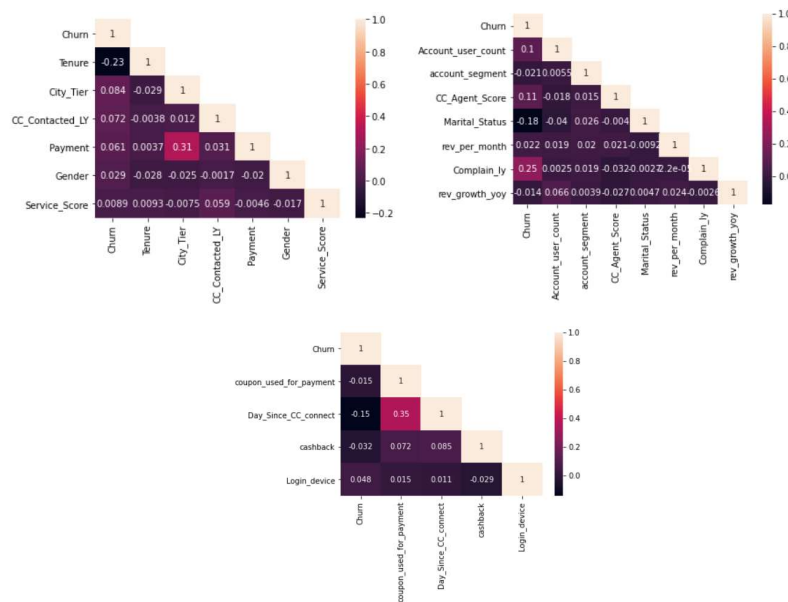 1.0
Churn 1
0.8
Tenure -0.23 1
0.6
City_Tier 0.084 -0.029 1
0.4
CC_Contacted_LY 0.072 -0.0038 0.012 1
0.2
Payment 0.061 0.0037 0.31 0.031 1
0.0
Gender 0.029 -0.028 -0.025 -0.0017 -0.02 1
Service_Score 0.0089 0.0093 -0.0075 0.059 -0.0046 -0.017 1
-0.2
Churn
Tenure
City_Tier
CC_Contacted_LY
Payment
Gender
Service_Score
1.0
Churn 1
Account_user_count 0.1 1
0.8
account_segment -0.021 0.0055 1
0.6
CC_Agent_Score 0.11 -0.018 0.015 1
0.4
Marital_Status -0.18 -0.04 0.026 -0.004 1
rev_per_month 0.022 0.019 0.02 0.021 -0.0092 1
0.2
Complain_ly 0.25 0.0025 0.019 -0.032 1
0.0
rev_growth_yoy -0.014 0.066 0.0039 -0.027 0.0047 0.024 -0.0026 1
Churn
Account_user_count
account_segment
CC_Agent_Score
Marital_Status
rev_per_month
Complain_ly
rev_growth_yoy
1.0
Churn 1
0.8
coupon_used_for_payment -0.015 1
0.6
Day_Since_CC_connect -0.15 0.35 1
0.4
cashback -0.032 0.072 0.085 1
0.2
Login_device 0.048 0.015 0.011 -0.029 1
0.0
Churn
coupon_used_for_payment
Day_Since_CC_connect
cashback
Login_device